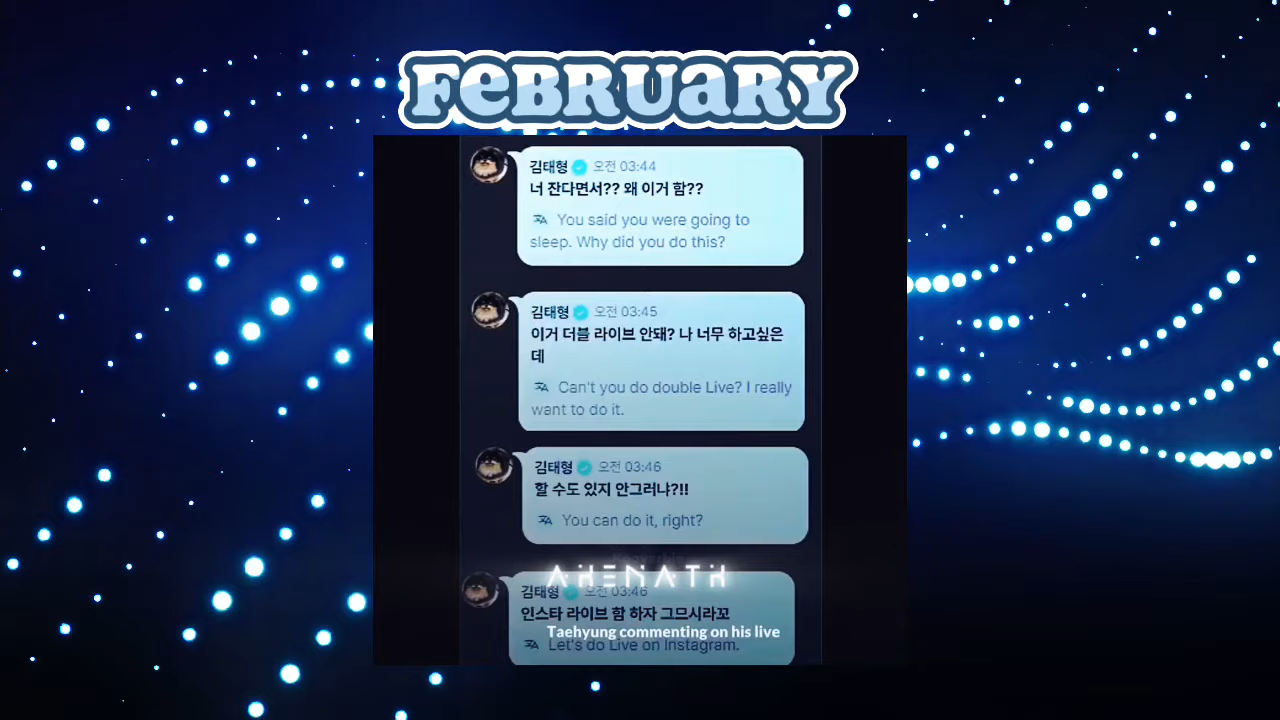 FeBRUaRY
김태형 오전 03:44
너 잔다면서?? 왜 이거 함??
You said you were going to
sleep. Why did you do this?
김태형 오전 03:45
이거 더블 라이브 안돼? 나 너무 하고싶은
데
Can't you do double Live? I really
want to do it.
김태형 오전 03:46
할 수도 있지 안그러냐?!!
You can do it, right?
AHENATH
김태형 오전 03:46
인스타 라이브 함 하자 그므시라꼬
Taehyung commenting on his live
Let's do Live on Instagram.